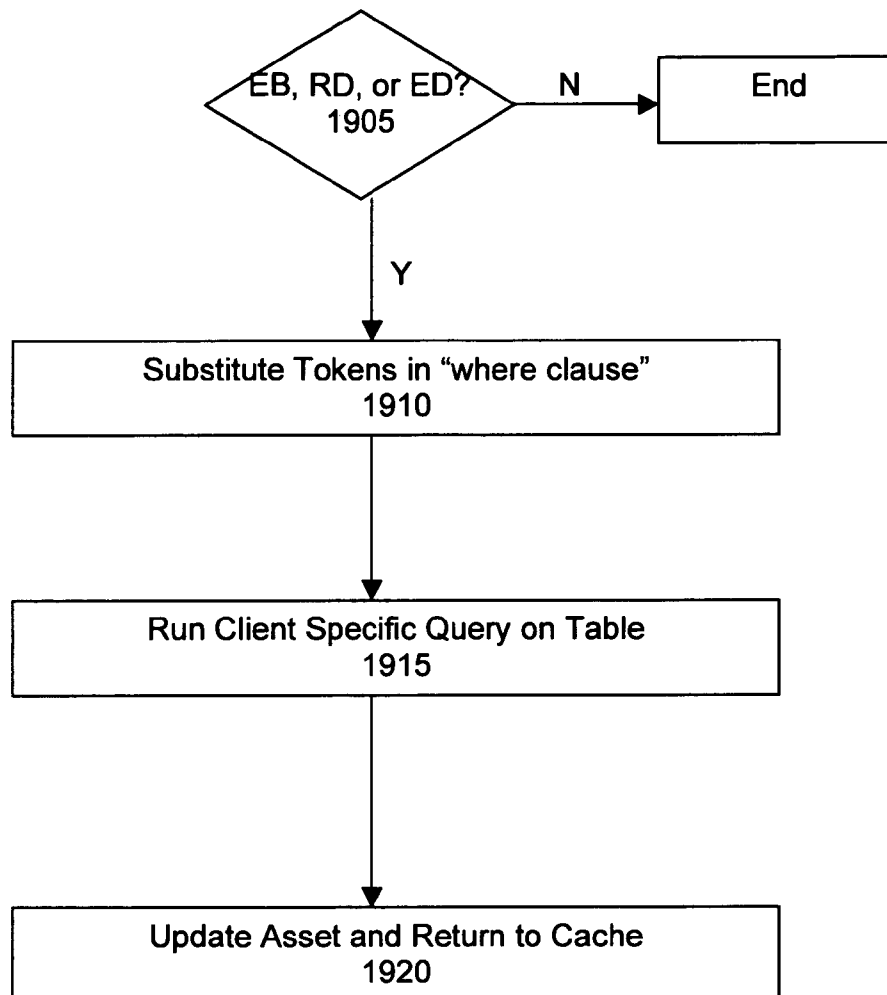 EB, RD, or ED?
1905
N
End
Y
Substitute Tokens in “where clause”
1910
Run Client Specific Query on Table
1915
Update Asset and Return to Cache
1920